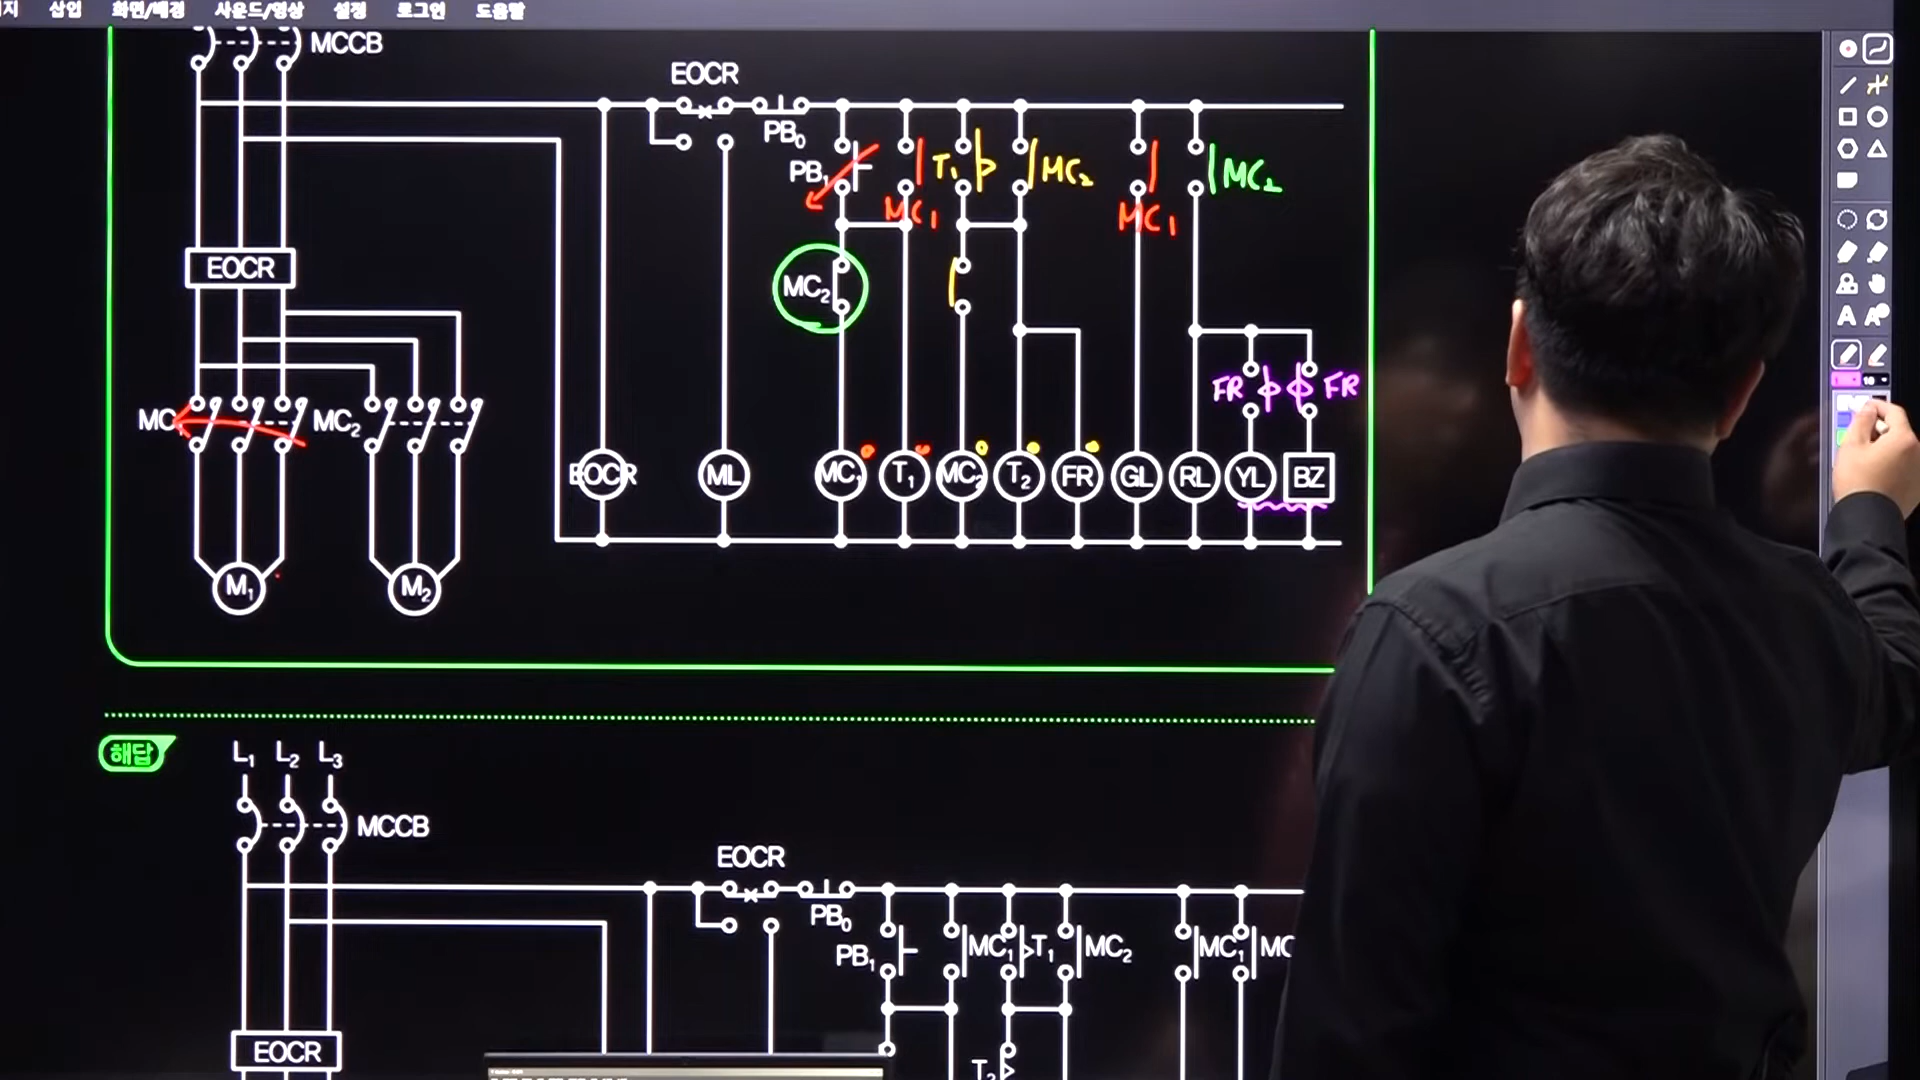 지 삽입 화면/배경 사운드/영상 설정 로그인 도움말
MCCB
EOCR
PB₀
PB₁
MC₁
T₁
MC₂
MC₁
MC₂
EOCR
MC₂
FR
FR
MC₁
MC₂
EOCR
ML
MC₁
T₁
MC₂
T₂
FR
GL
RL
YL
BZ
M₁
M₂
해답
L₁ L₂ L₃
MCCB
EOCR
PB₀
PB₁
MC₁
T₁
MC₂
MC₁
MC
EOCR
T₂